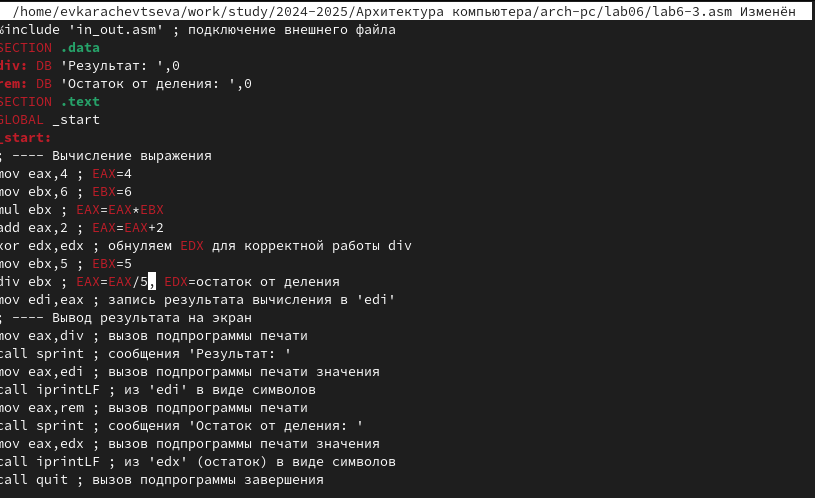 /home/evkarachevtseva/work/study/2024-2025/Архитектура компьютера/arch-pc/lab06/lab6-3.asm Изменён
%include 'in_out.asm' ; подключение внешнего файла
SECTION .data
div: DB 'Результат: ',0
rem: DB 'Остаток от деления: ',0
SECTION .text
GLOBAL _start
_start:
; ---- Вычисление выражения
mov eax,4 ; EAX=4
mov ebx,6 ; EBX=6
mul ebx ; EAX=EAX*EBX
add eax,2 ; EAX=EAX+2
xor edx,edx ; обнуляем EDX для корректной работы div
mov ebx,5 ; EBX=5
div ebx ; EAX=EAX/5, EDX=остаток от деления
mov edi,eax ; запись результата вычисления в 'edi'
; ---- Вывод результата на экран
mov eax,div ; вызов подпрограммы печати
call sprint ; сообщения 'Результат: '
mov eax,edi ; вызов подпрограммы печати значения
call iprintLF ; из 'edi' в виде символов
mov eax,rem ; вызов подпрограммы печати
call sprint ; сообщения 'Остаток от деления: '
mov eax,edx ; вызов подпрограммы печати значения
call iprintLF ; из 'edx' (остаток) в виде символов
call quit ; вызов подпрограммы завершения